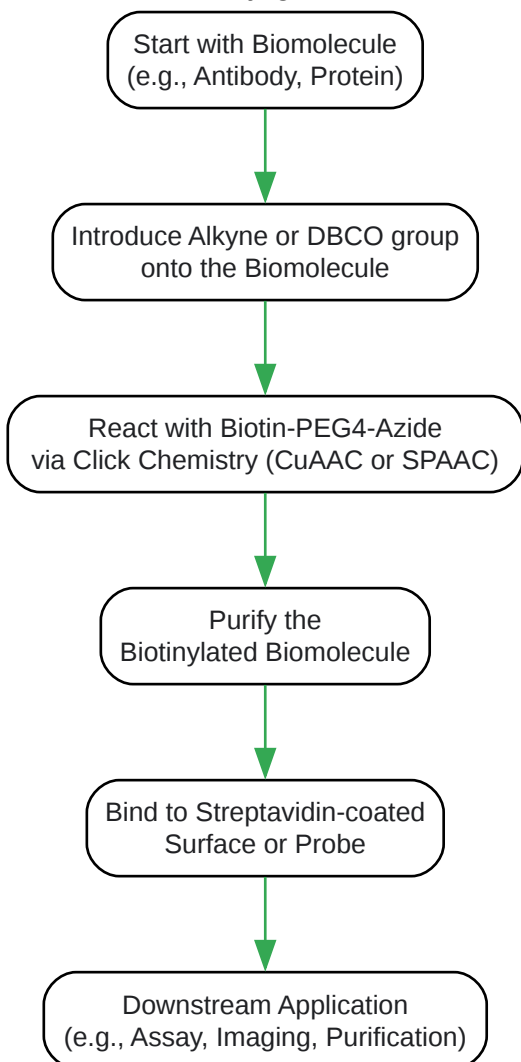 Start with Biomolecule
(e.g., Antibody, Protein)
Introduce Alkyne or DBCO group
onto the Biomolecule
React with Biotin-PEG4-Azide
via Click Chemistry (CuAAC or SPAAC)
Purify the
Biotinylated Biomolecule
Bind to Streptavidin-coated
Surface or Probe
Downstream Application
(e.g., Assay, Imaging, Purification)